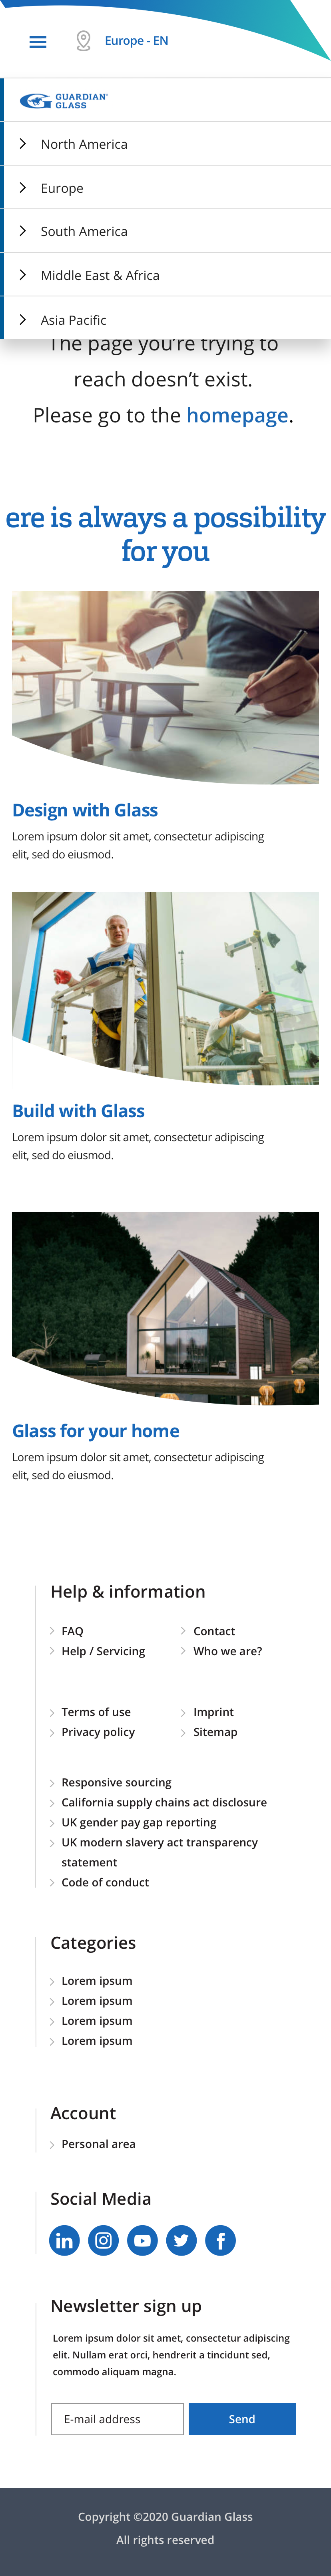 Europe - EN
GUARDIAN®
GLASS
North America
Europe
South America
Middle East & Africa
Asia Pacific
The page you're trying to
reach doesn't exist.
Please go to the homepage.
ere is always a possibility
for you
Design with Glass
Lorem ipsum dolor sit amet, consectetur adipiscing
elit, sed do eiusmod.
Build with Glass
Lorem ipsum dolor sit amet, consectetur adipiscing
elit, sed do eiusmod.
Glass for your home
Lorem ipsum dolor sit amet, consectetur adipiscing
elit, sed do eiusmod.
Help & information
FAQ
Contact
Help / Servicing
Who we are?
Terms of use
Imprint
Privacy policy
Sitemap
Responsive sourcing
California supply chains act disclosure
UK gender pay gap reporting
UK modern slavery act transparency
statement
Code of conduct
Categories
Lorem ipsum
Lorem ipsum
Lorem ipsum
Lorem ipsum
Account
Personal area
Social Media
Newsletter sign up
Lorem ipsum dolor sit amet, consectetur adipiscing
elit. Nullam erat orci, hendrerit a tincidunt sed,
commodo aliquam magna.
E-mail address
Send
Copyright ©2020 Guardian Glass
All rights reserved